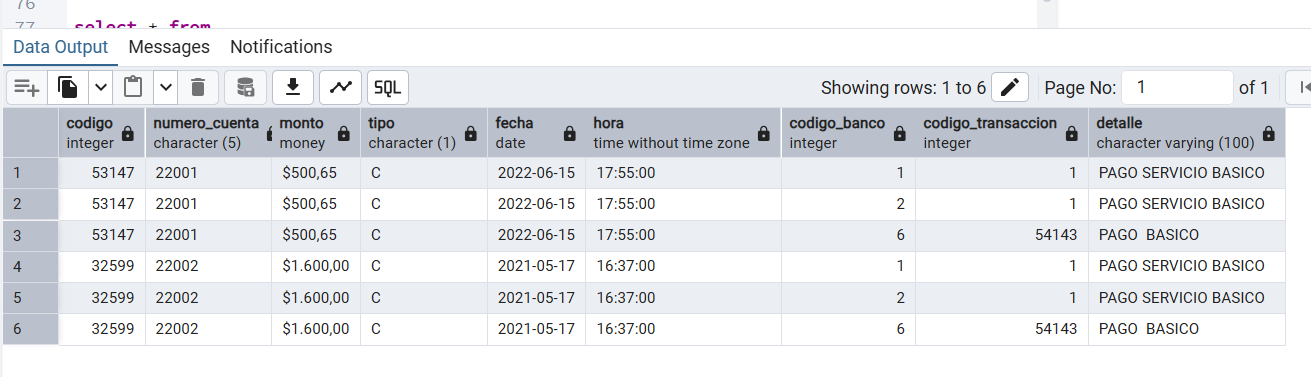 76
77 select * from
Data Output Messages Notifications
SQL Showing rows: 1 to 6 Page No: 1 of 1
codigo numero_cuenta monto tipo fecha hora codigo_banco codigo_transaccion detalle
integer character (5) money character (1) date time without time zone integer integer character varying (100)
1 53147 22001 $500,65 C 2022-06-15 17:55:00 1 1 PAGO SERVICIO BASICO
2 53147 22001 $500,65 C 2022-06-15 17:55:00 2 1 PAGO SERVICIO BASICO
3 53147 22001 $500,65 C 2022-06-15 17:55:00 6 54143 PAGO  BASICO
4 32599 22002 $1.600,00 C 2021-05-17 16:37:00 1 1 PAGO SERVICIO BASICO
5 32599 22002 $1.600,00 C 2021-05-17 16:37:00 2 1 PAGO SERVICIO BASICO
6 32599 22002 $1.600,00 C 2021-05-17 16:37:00 6 54143 PAGO  BASICO